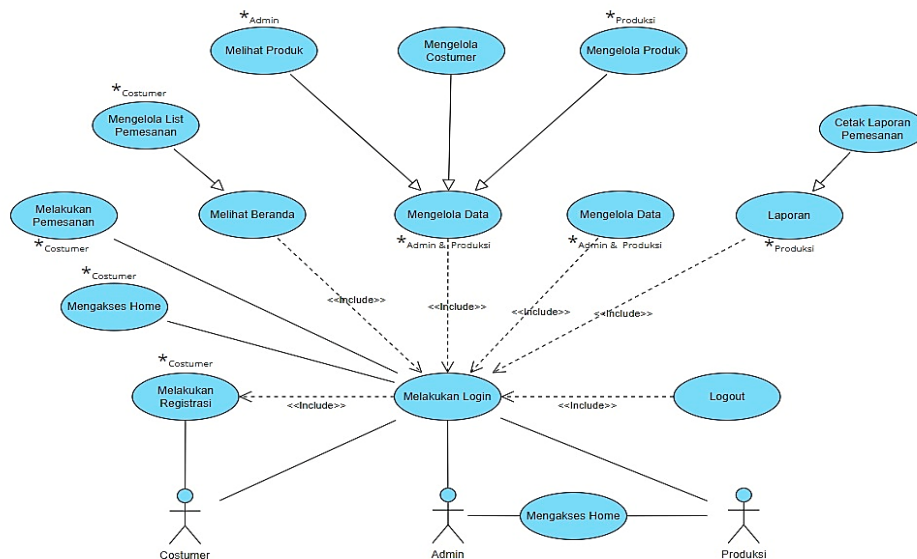 *Admin
Melihat Produk
Mengelola
Costumer
*Produksi
Mengelola Produk
*Costumer
Mengelola List
Pemesanan
Cetak Laporan
Pemesanan
Melakukan
Pemesanan
*Costumer
Melihat Beranda
Mengelola Data
*Admin & Produksi
Mengelola Data
*Admin & Produksi
Laporan
*Produksi
*Costumer
Mengakses Home
<<Include>>
<<Include>>
<<Include>>
<<Include>>
*Costumer
Melakukan
Registrasi
<<Include>>
Melakukan Login
<<Include>>
Logout
Mengakses Home
Costumer
Admin
Produksi